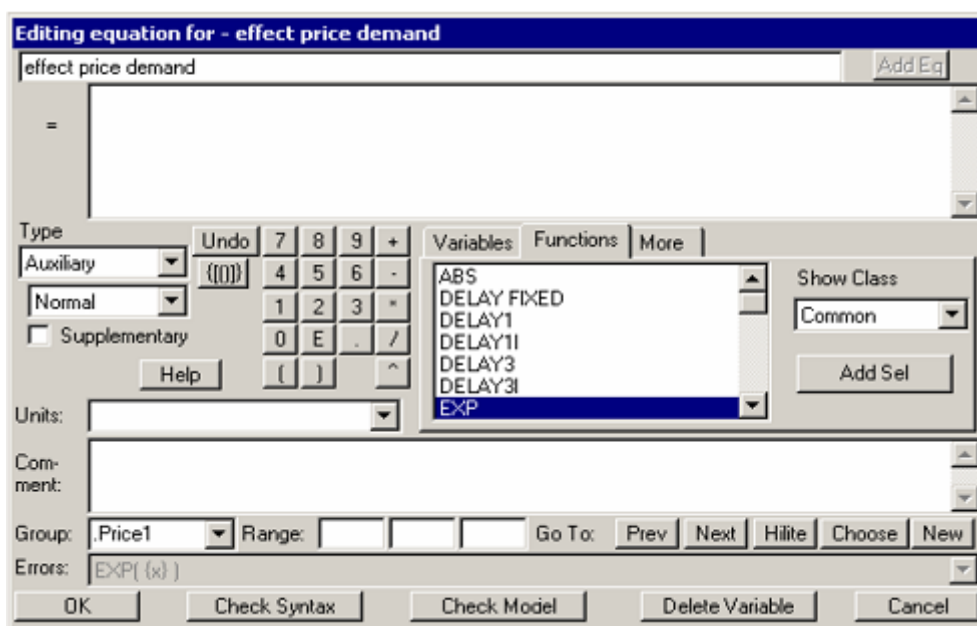 Editing equation for - effect price demand
effect price demand Add Eq
=
Type
Auxiliary
Normal
Supplementary
Help
Undo 7 8 9 +
{[()]} 4 5 6 -
1 2 3 *
0 E . /
( ) ^
Variables Functions More
ABS
DELAY FIXED
DELAY1
DELAY1I
DELAY3
DELAY3I
EXP
Show Class
Common
Add Sel
Units:
Com-
ment:
Group: .Price1 Range: Go To: Prev Next Hilite Choose New
Errors: EXP( {x} )
OK Check Syntax Check Model Delete Variable Cancel